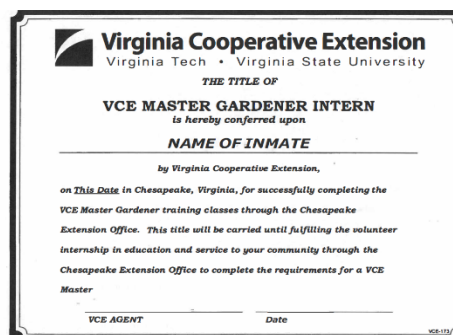 Virginia Cooperative Extension
Virginia Tech • Virginia State University
THE TITLE OF
VCE MASTER GARDENER INTERN
is hereby conferred upon
NAME OF INMATE
by Virginia Cooperative Extension,
on This Date in Chesapeake, Virginia, for successfully completing the
VCE Master Gardener training classes through the Chesapeake
Extension Office. This title will be carried until fulfilling the volunteer
internship in education and service to your community through the
Chesapeake Extension Office to complete the requirements for a VCE
Master
VCE AGENT Date
VCE-173/